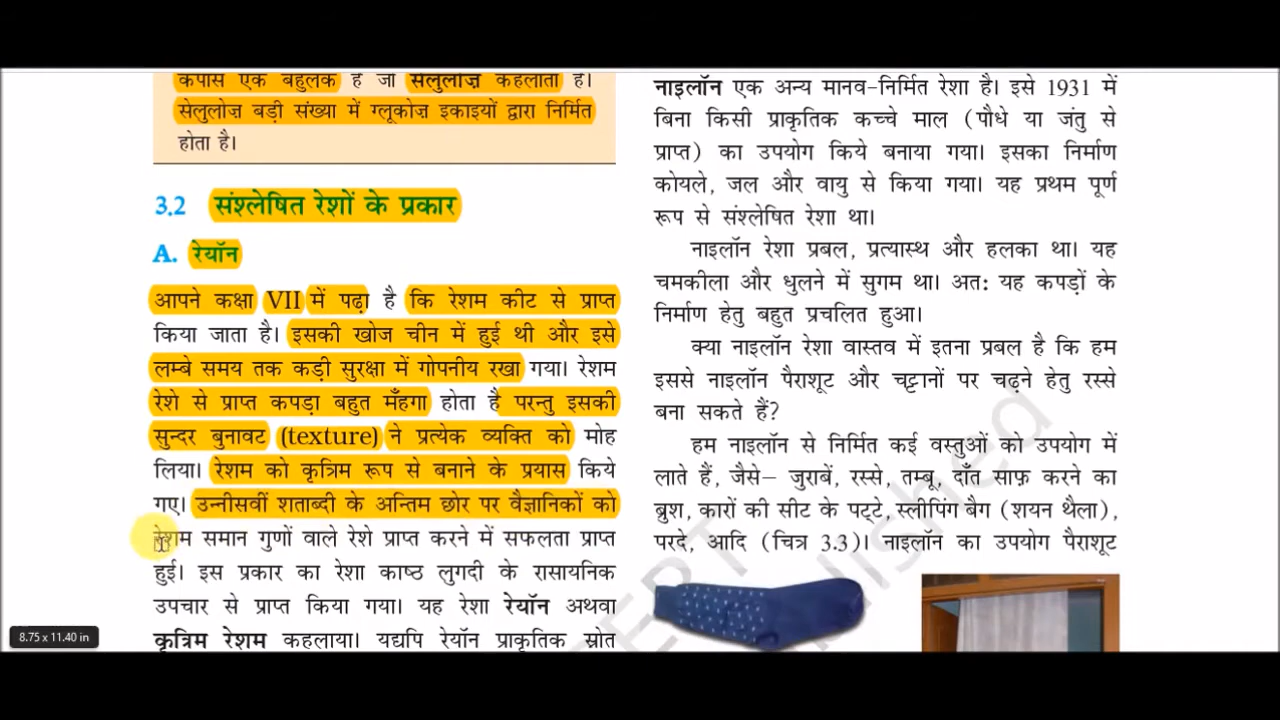 कपास एक बहुलक है जो सेलुलोज़ कहलाता है।
सेलुलोज़ बड़ी संख्या में ग्लूकोज़ इकाइयों द्वारा निर्मित
होता है।
3.2 संश्लेषित रेशों के प्रकार
A. रेयॉन
आपने कक्षा VII में पढ़ा है कि रेशम कीट से प्राप्त
किया जाता है। इसकी खोज चीन में हुई थी और इसे
लम्बे समय तक कड़ी सुरक्षा में गोपनीय रखा गया। रेशम
रेशे से प्राप्त कपड़ा बहुत मँहगा होता है परन्तु इसकी
सुन्दर बुनावट (texture) ने प्रत्येक व्यक्ति को मोह
लिया। रेशम को कृत्रिम रूप से बनाने के प्रयास किये
गए। उन्नीसवीं शताब्दी के अन्तिम छोर पर वैज्ञानिकों को
रेशम समान गुणों वाले रेशे प्राप्त करने में सफलता प्राप्त
हुई। इस प्रकार का रेशा काष्ठ लुगदी के रासायनिक
उपचार से प्राप्त किया गया। यह रेशा रेयॉन अथवा
कृत्रिम रेशम कहलाया। यद्यपि रेयॉन प्राकृतिक स्रोत
8.75 x 11.40 in
नाइलॉन एक अन्य मानव-निर्मित रेशा है। इसे 1931 में
बिना किसी प्राकृतिक कच्चे माल (पौधे या जंतु से
प्राप्त) का उपयोग किये बनाया गया। इसका निर्माण
कोयले, जल और वायु से किया गया। यह प्रथम पूर्ण
रूप से संश्लेषित रेशा था।
नाइलॉन रेशा प्रबल, प्रत्यास्थ और हलका था। यह
चमकीला और धुलने में सुगम था। अत: यह कपड़ों के
निर्माण हेतु बहुत प्रचलित हुआ।
क्या नाइलॉन रेशा वास्तव में इतना प्रबल है कि हम
इससे नाइलॉन पैराशूट और चट्टानों पर चढ़ने हेतु रस्से
बना सकते हैं?
हम नाइलॉन से निर्मित कई वस्तुओं को उपयोग में
लाते हैं, जैसे– जुराबें, रस्से, तम्बू, दाँत साफ़ करने का
ब्रुश, कारों की सीट के पट्टे, स्लीपिंग बैग (शयन थैला),
परदे, आदि (चित्र 3.3)। नाइलॉन का उपयोग पैराशूट